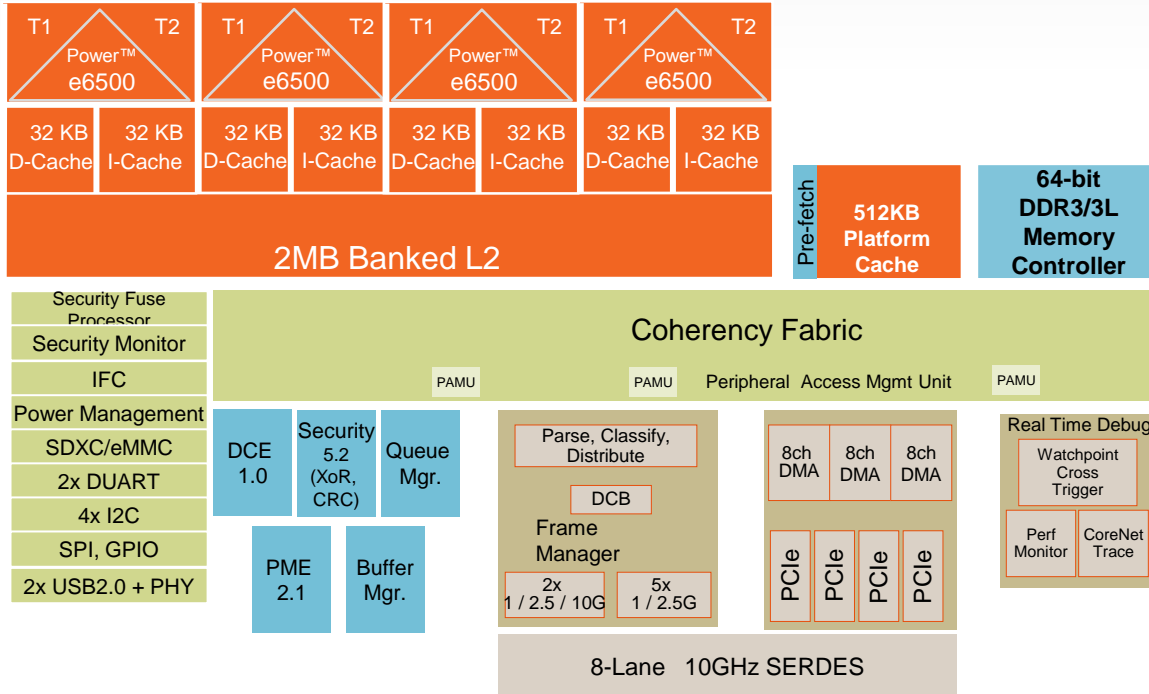 T1 T2 T1 T2 T1 T2 T1 T2
Power™ Power™ Power™ Power™
e6500 e6500 e6500 e6500
32 KB 32 KB 32 KB 32 KB 32 KB 32 KB 32 KB 32 KB
D-Cache I-Cache D-Cache I-Cache D-Cache I-Cache D-Cache I-Cache
2MB Banked L2
Pre-fetch
512KB
Platform
Cache
64-bit
DDR3/3L
Memory
Controller
Security Fuse
Processor
Security Monitor
IFC
Power Management
SDXC/eMMC
2x DUART
4x I2C
SPI, GPIO
2x USB2.0 + PHY
Coherency Fabric
PAMU PAMU Peripheral Access Mgmt Unit PAMU
DCE
1.0
Security
5.2
(XoR,
CRC)
Queue
Mgr.
PME
2.1
Buffer
Mgr.
Parse, Classify,
Distribute
DCB
Frame
Manager
2x
1 / 2.5 / 10G
5x
1 / 2.5G
8ch
DMA
8ch
DMA
8ch
DMA
PCIe
PCIe
PCIe
PCIe
Real Time Debug
Watchpoint
Cross
Trigger
Perf
Monitor
CoreNet
Trace
8-Lane 10GHz SERDES